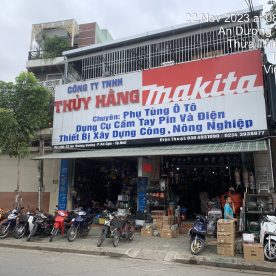 22 Nov 2023 a
An Dương
Thừa T
CÔNG TY TNHH
THỦY HẰNG makita
Chuyên: Phụ Tùng Ô Tô
Dụng Cụ Cầm Tay Pin Và Điện
Thiết Bị Xây Dựng Công, Nông Nghiệp